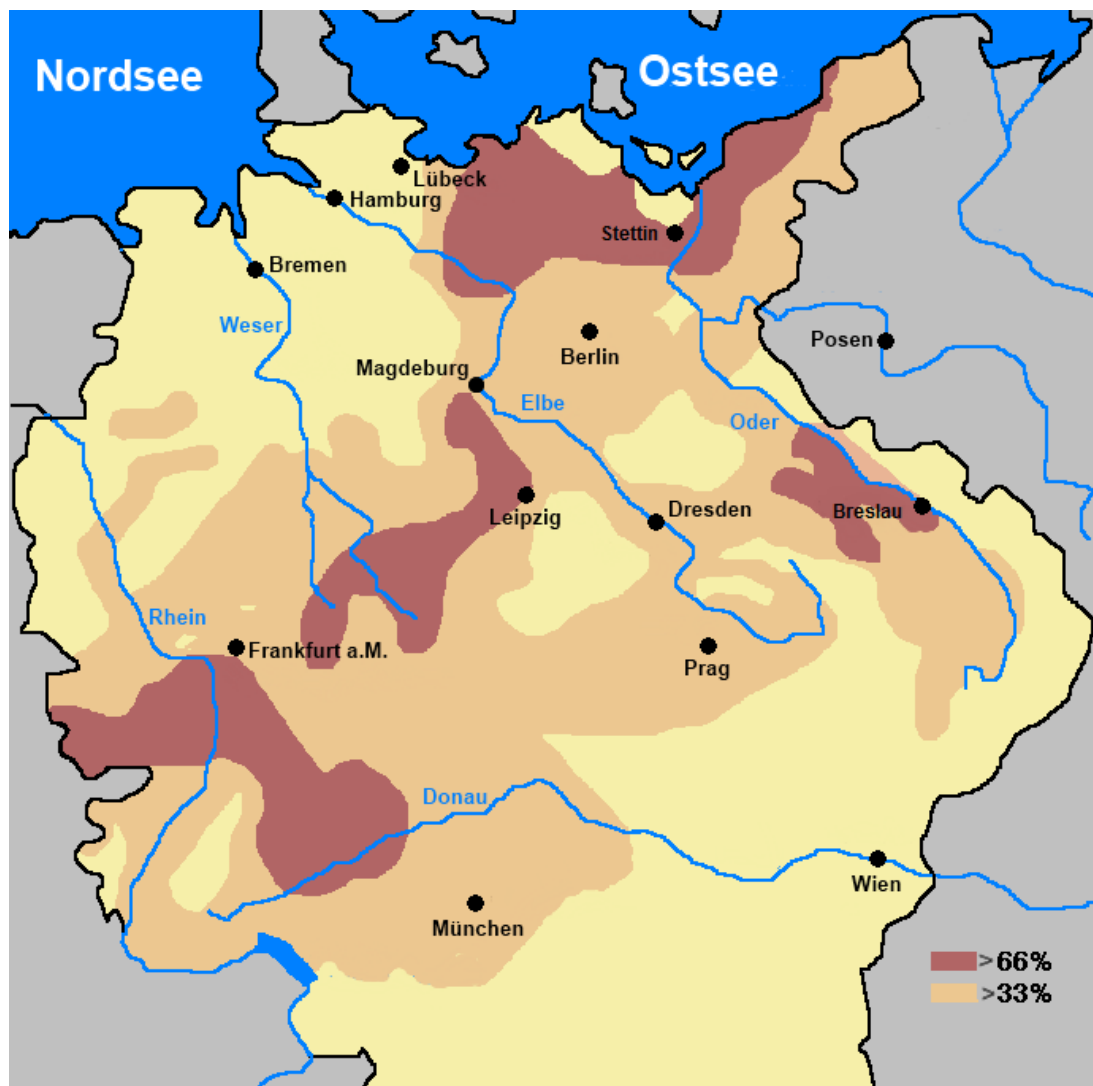 Nordsee
Ostsee
Lübeck
Hamburg
Stettin
Bremen
Weser
Berlin
Posen
Magdeburg
Elbe
Oder
Leipzig
Dresden
Breslau
Rhein
Frankfurt a.M.
Prag
Donau
Wien
München
>66%
>33%